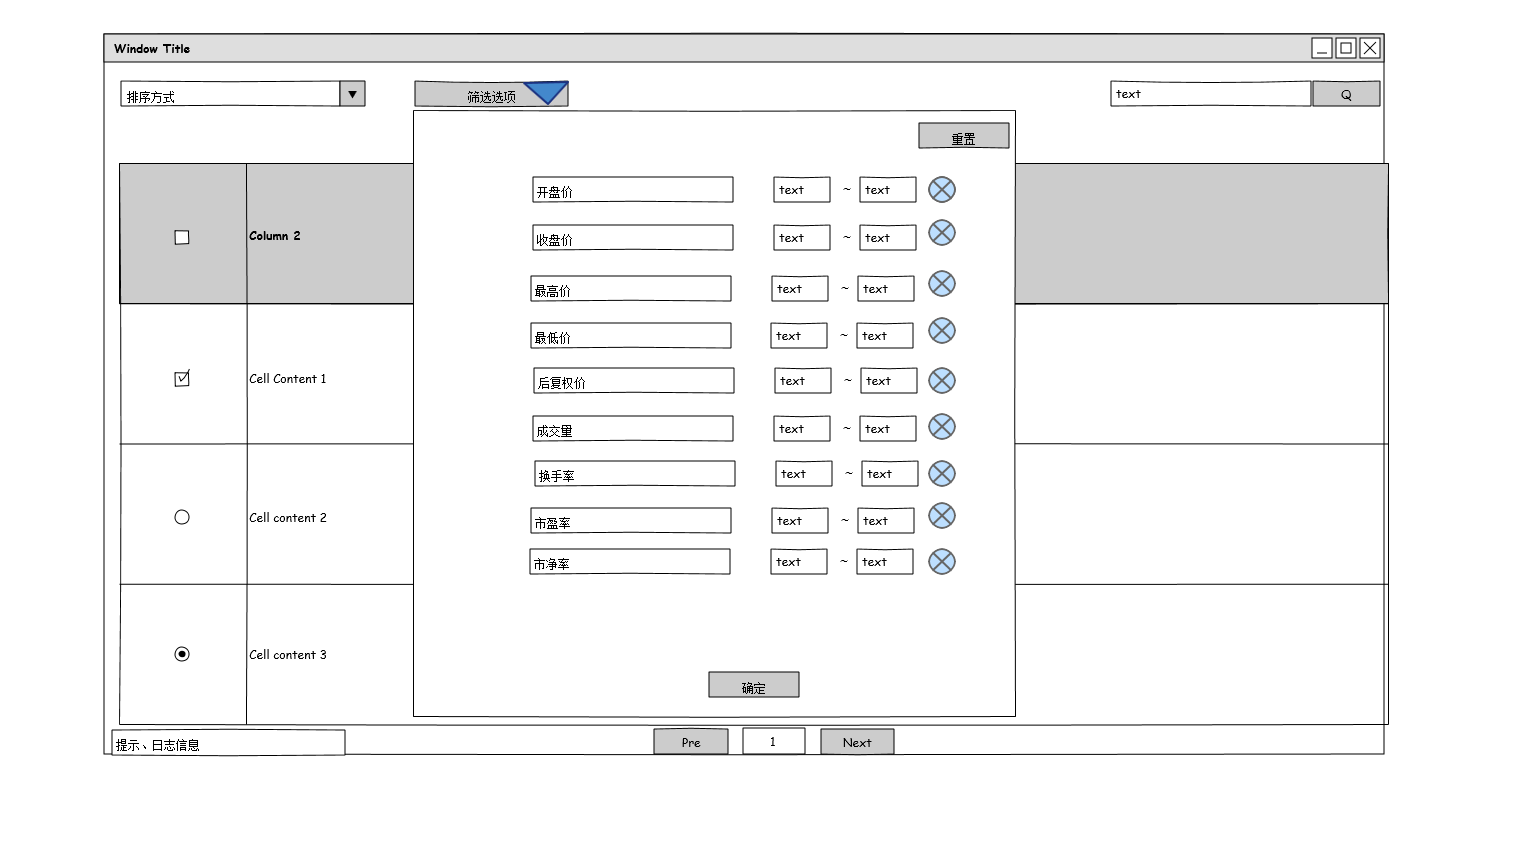 Window Title
排序方式
筛选选项
text
Q
重置
Column 2
开盘价 text ~ text
收盘价 text ~ text
最高价 text ~ text
最低价 text ~ text
Cell Content 1
后复权价 text ~ text
成交量 text ~ text
换手率 text ~ text
Cell content 2
市盈率 text ~ text
市净率 text ~ text
Cell content 3
确定
提示、日志信息
Pre
1
Next